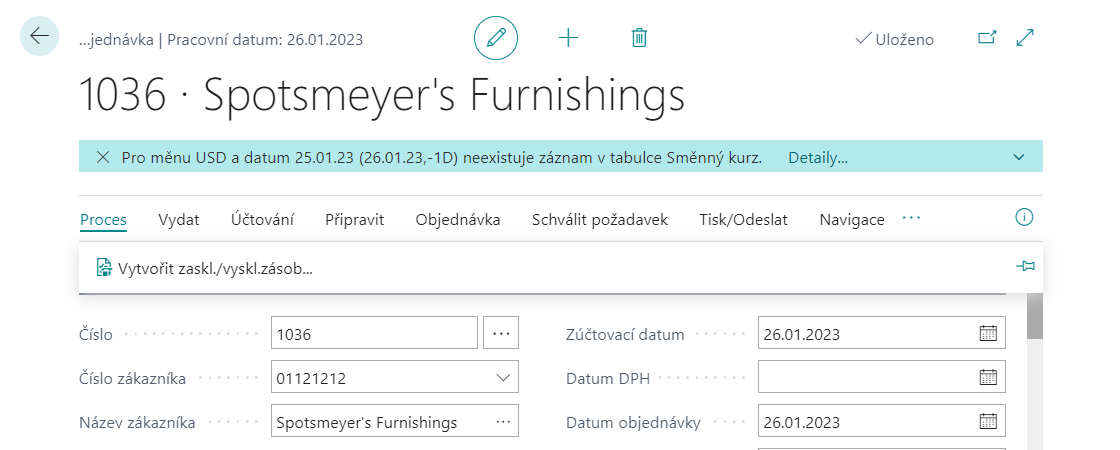 ...jednávka | Pracovní datum: 26.01.2023
Uloženo
1036 · Spotsmeyer's Furnishings
Pro měnu USD a datum 25.01.23 (26.01.23,-1D) neexistuje záznam v tabulce Směnný kurz. Detaily...
Proces Vydat Účtování Připravit Objednávka Schválit požadavek Tisk/Odeslat Navigace ...
Vytvořit zaskl./vyskl.zásob...
Číslo 1036 ...
Zúčtovací datum 26.01.2023
Číslo zákazníka 01121212
Datum DPH
Název zákazníka Spotsmeyer's Furnishings ...
Datum objednávky 26.01.2023